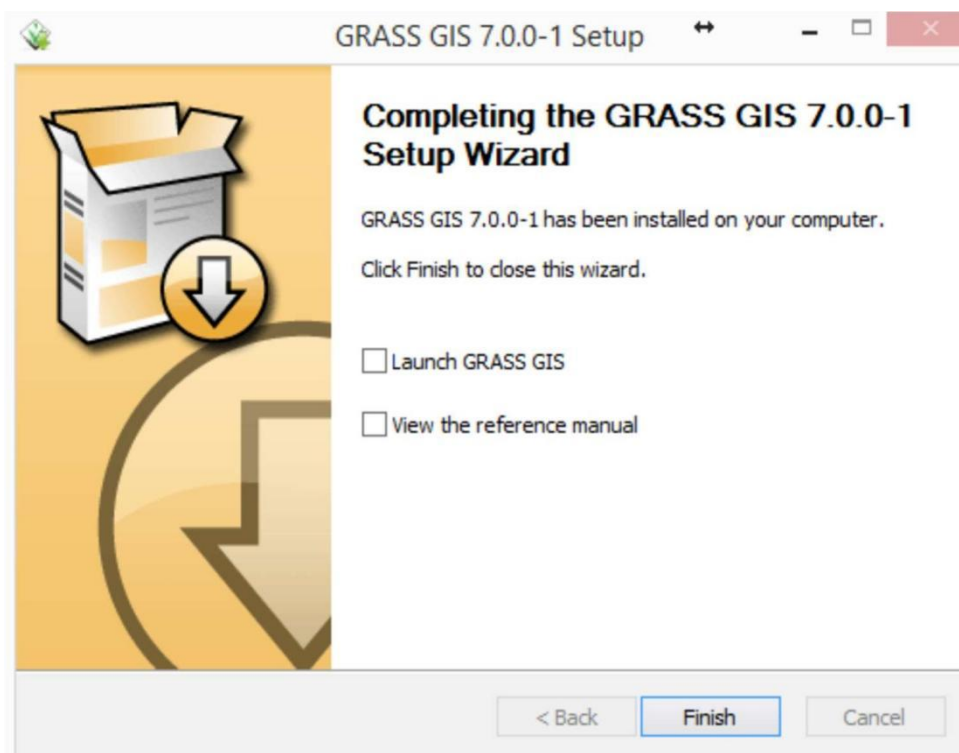 GRASS GIS 7.0.0-1 Setup
Completing the GRASS GIS 7.0.0-1
Setup Wizard
GRASS GIS 7.0.0-1 has been installed on your computer.
Click Finish to close this wizard.
Launch GRASS GIS
View the reference manual
< Back
Finish
Cancel